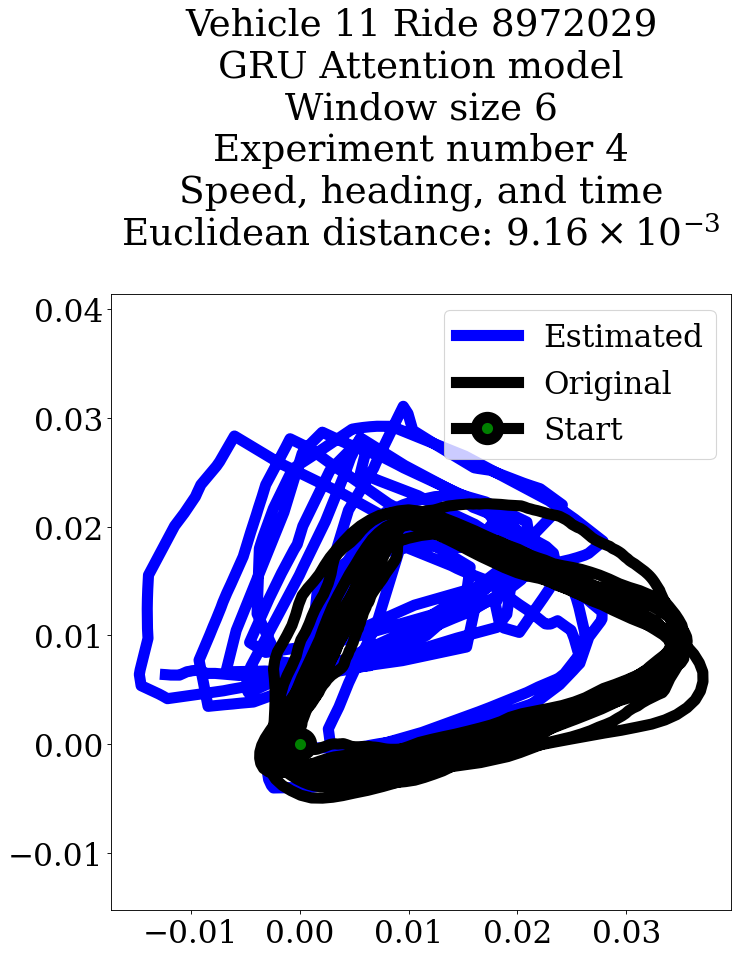 Vehicle 11 Ride 8972029
GRU Attention model
Window size 6
Experiment number 4
Speed, heading, and time
Euclidean distance: 9.16 × 10⁻³
Estimated
Original
Start
0.04
0.03
0.02
0.01
0.00
−0.01
−0.01 0.00 0.01 0.02 0.03